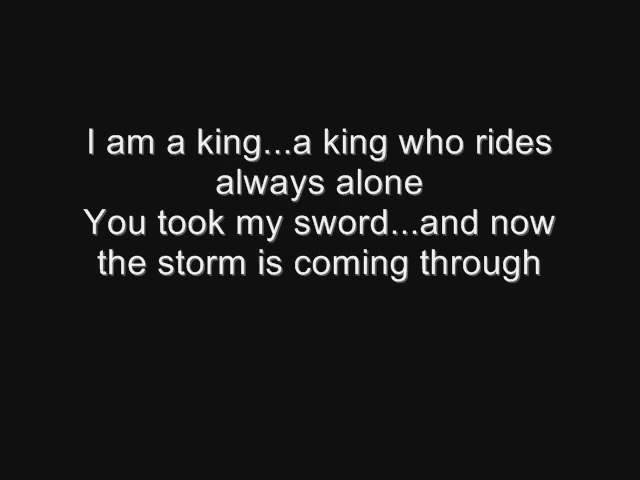 I am a king...a king who rides
always alone
You took my sword...and now
the storm is coming through